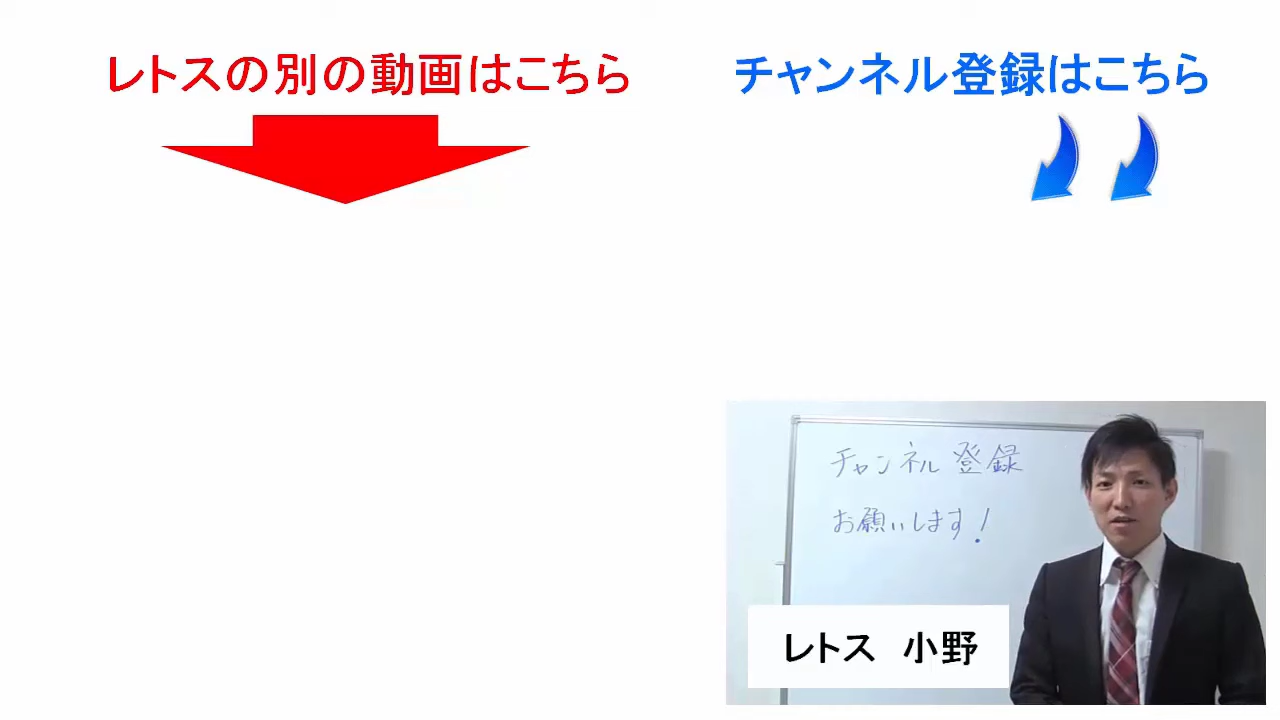 レトスの別の動画はこちら
チャンネル登録はこちら
チャンネル登録
お願いします!
レトス 小野